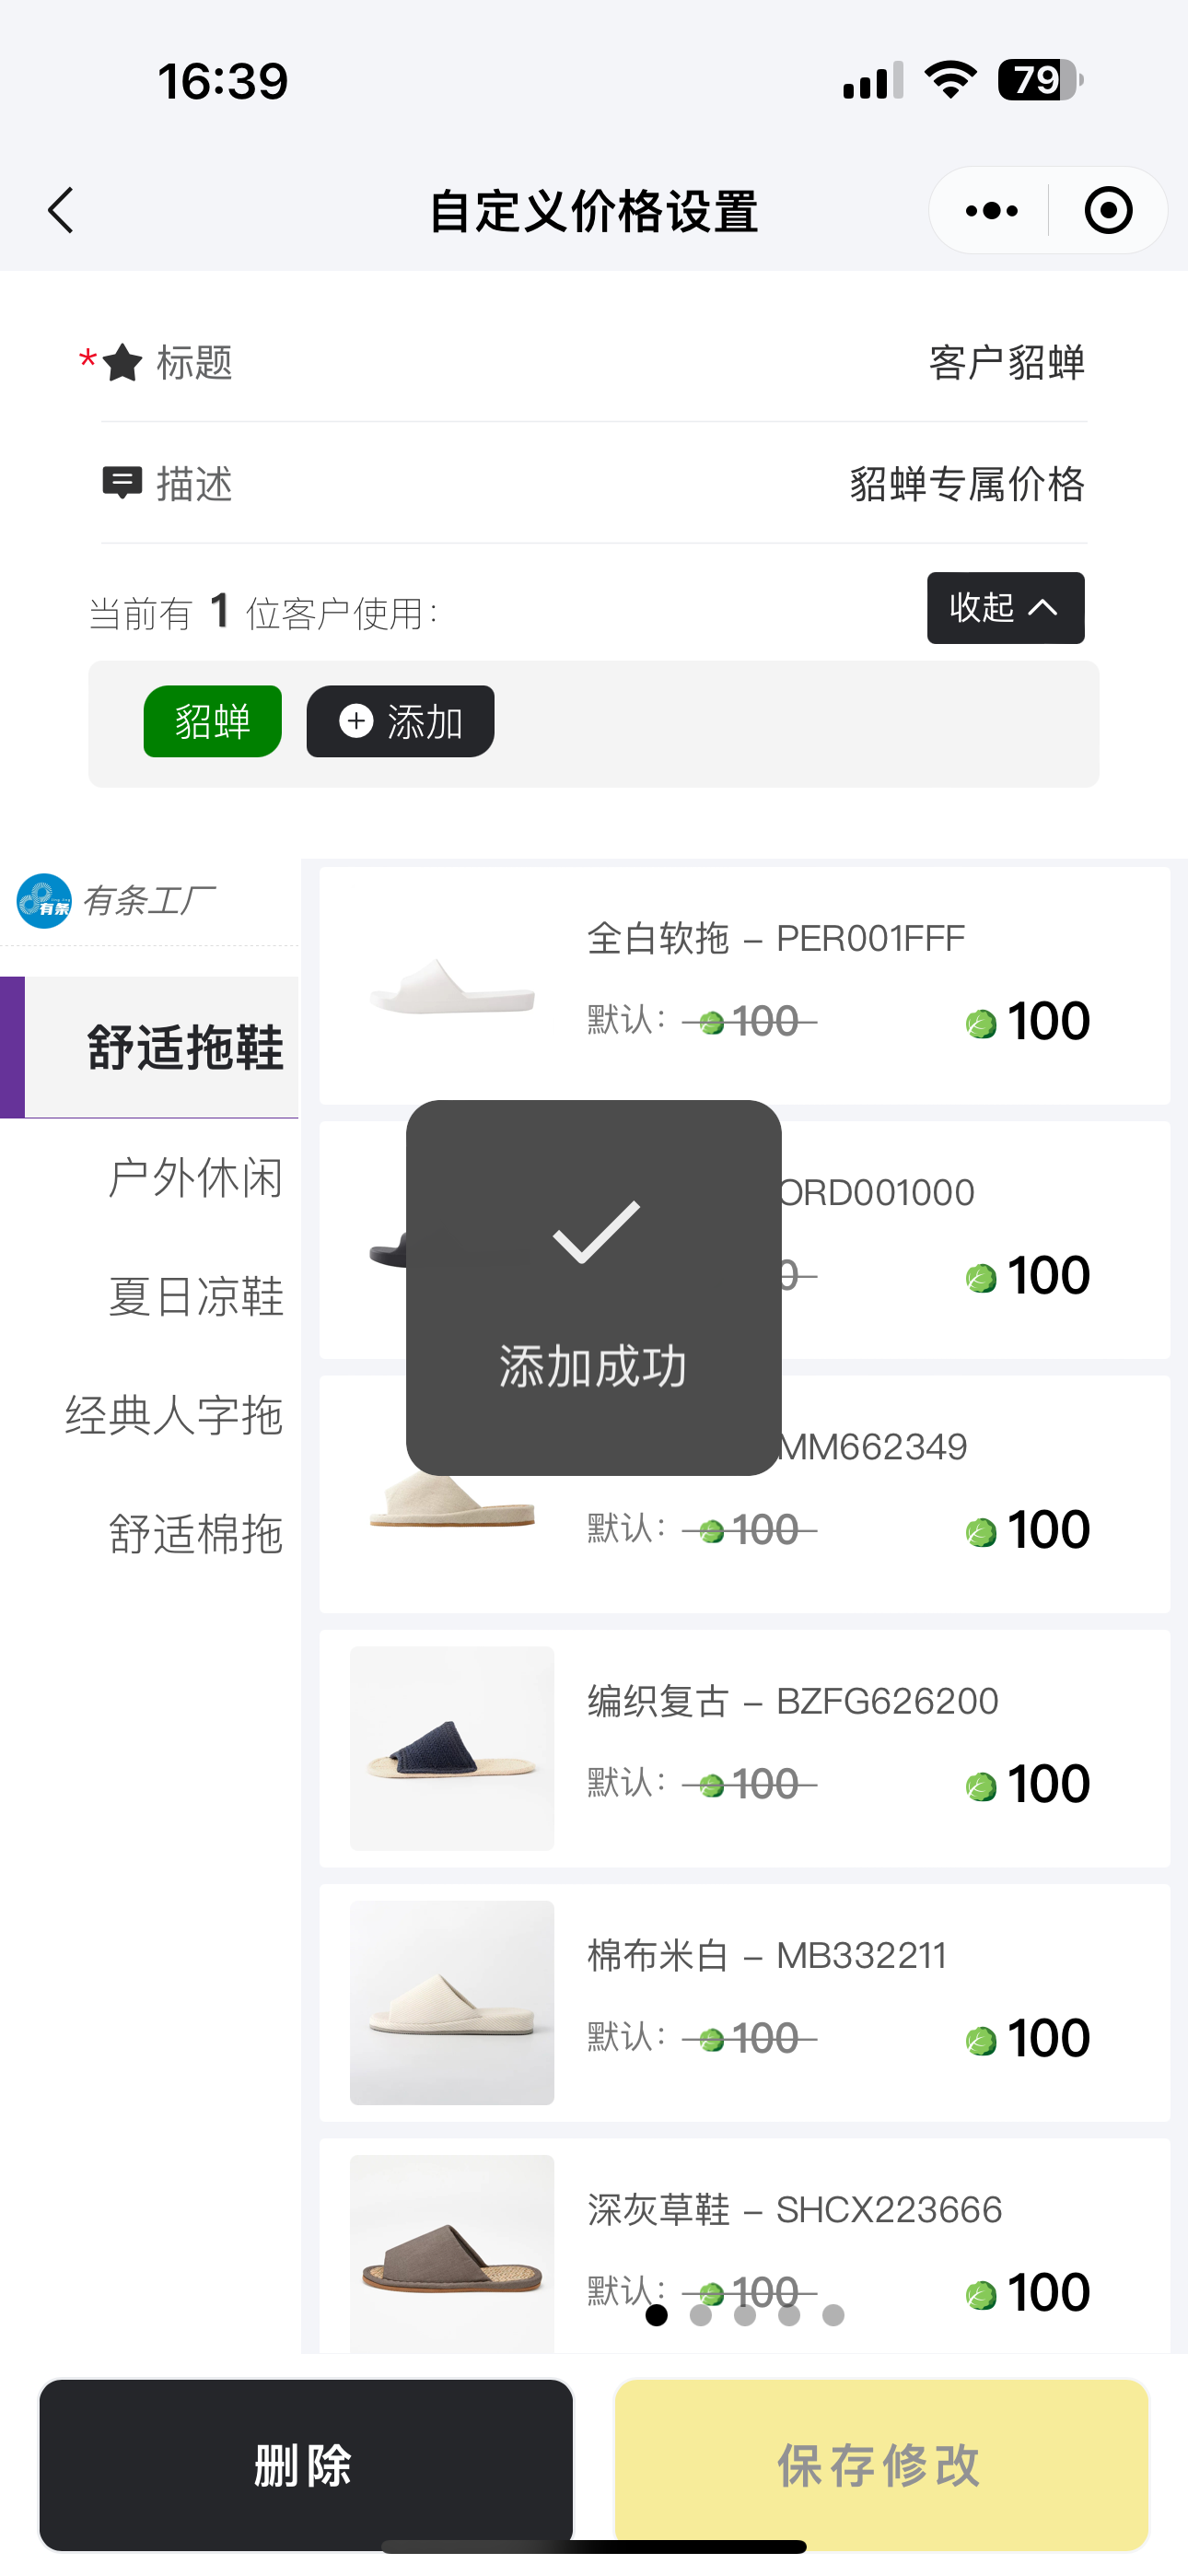 16:39
79
自定义价格设置
*标题
客户貂蝉
描述
貂蝉专属价格
当前有 1 位客户使用:
收起
貂蝉
添加
有条
有条工厂
舒适拖鞋
户外休闲
夏日凉鞋
经典人字拖
舒适棉拖
全白软拖 - PER001FFF
默认: 100
100
ORD001000
0
100
添加成功
MM662349
默认: 100
100
编织复古 - BZFG626200
默认: 100
100
棉布米白 - MB332211
默认: 100
100
深灰草鞋 - SHCX223666
默认: 100
100
删除
保存修改